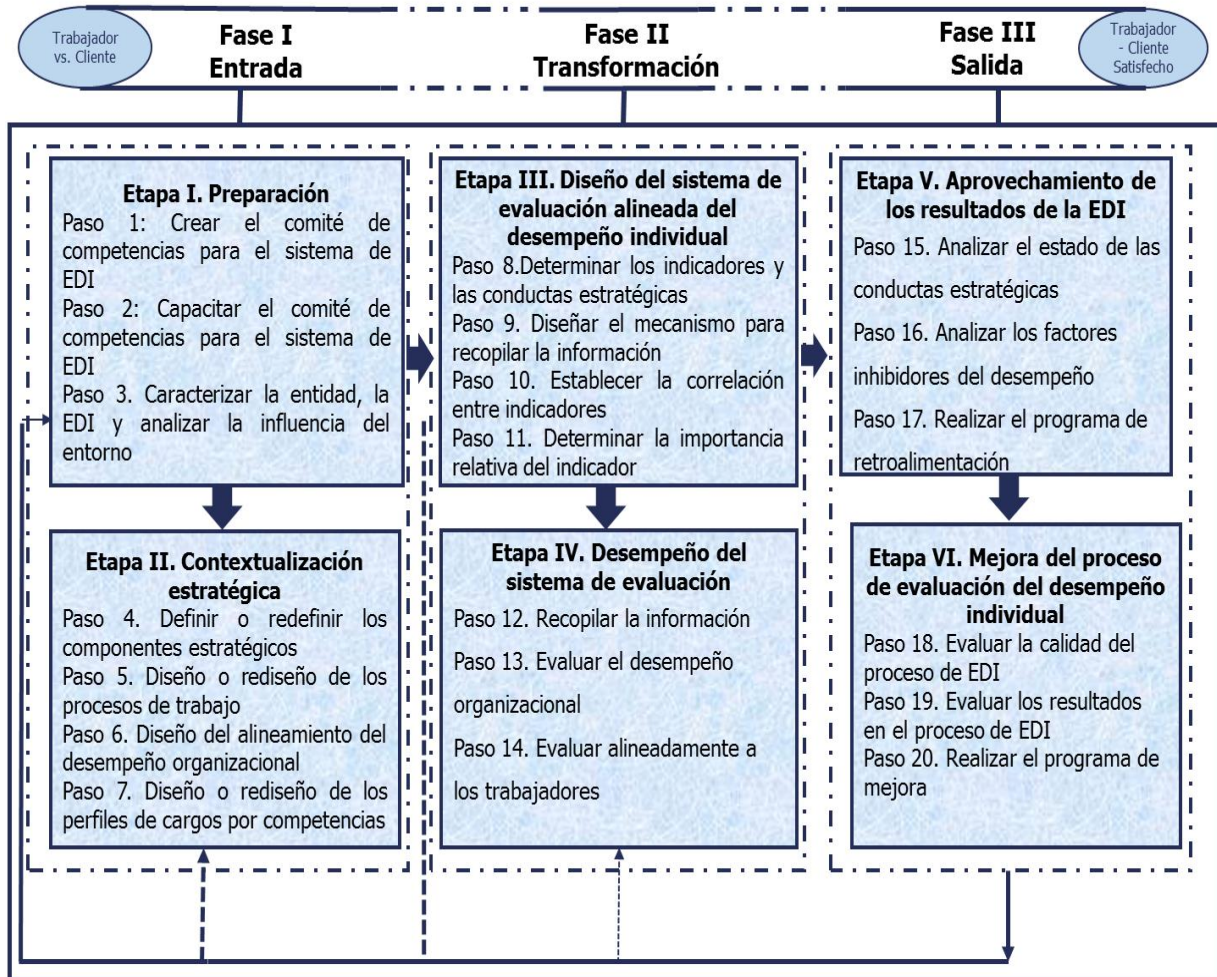 Trabajador
vs. Cliente
Fase I
Entrada
Fase II
Transformación
Fase III
Salida
Trabajador
- Cliente
Satisfecho
Etapa I. Preparación
Paso 1: Crear el comité de
competencias para el sistema de
EDI
Paso 2: Capacitar el comité de
competencias para el sistema de
EDI
Paso 3. Caracterizar la entidad, la
EDI y analizar la influencia del
entorno
Etapa II. Contextualización
estratégica
Paso 4. Definir o redefinir los
componentes estratégicos
Paso 5. Diseño o rediseño de los
procesos de trabajo
Paso 6. Diseño del alineamiento del
desempeño organizacional
Paso 7. Diseño o rediseño de los
perfiles de cargos por competencias
Etapa III. Diseño del sistema de
evaluación alineada del
desempeño individual
Paso 8.Determinar los indicadores y
las conductas estratégicas
Paso 9. Diseñar el mecanismo para
recopilar la información
Paso 10. Establecer la correlación
entre indicadores
Paso 11. Determinar la importancia
relativa del indicador
Etapa IV. Desempeño del
sistema de evaluación
Paso 12. Recopilar la información
Paso 13. Evaluar el desempeño
organizacional
Paso 14. Evaluar alineadamente a
los trabajadores
Etapa V. Aprovechamiento de
los resultados de la EDI
Paso 15. Analizar el estado de las
conductas estratégicas
Paso 16. Analizar los factores
inhibidores del desempeño
Paso 17. Realizar el programa de
retroalimentación
Etapa VI. Mejora del proceso
de evaluación del desempeño
individual
Paso 18. Evaluar la calidad del
proceso de EDI
Paso 19. Evaluar los resultados
en el proceso de EDI
Paso 20. Realizar el programa de
mejora